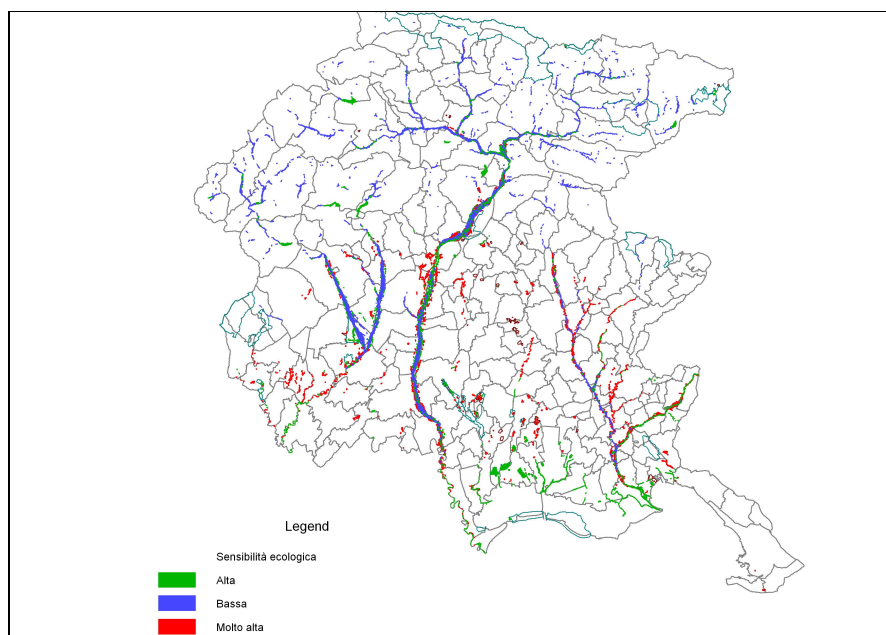 Legend
Sensibilità ecologica
Alta
Bassa
Molto alta